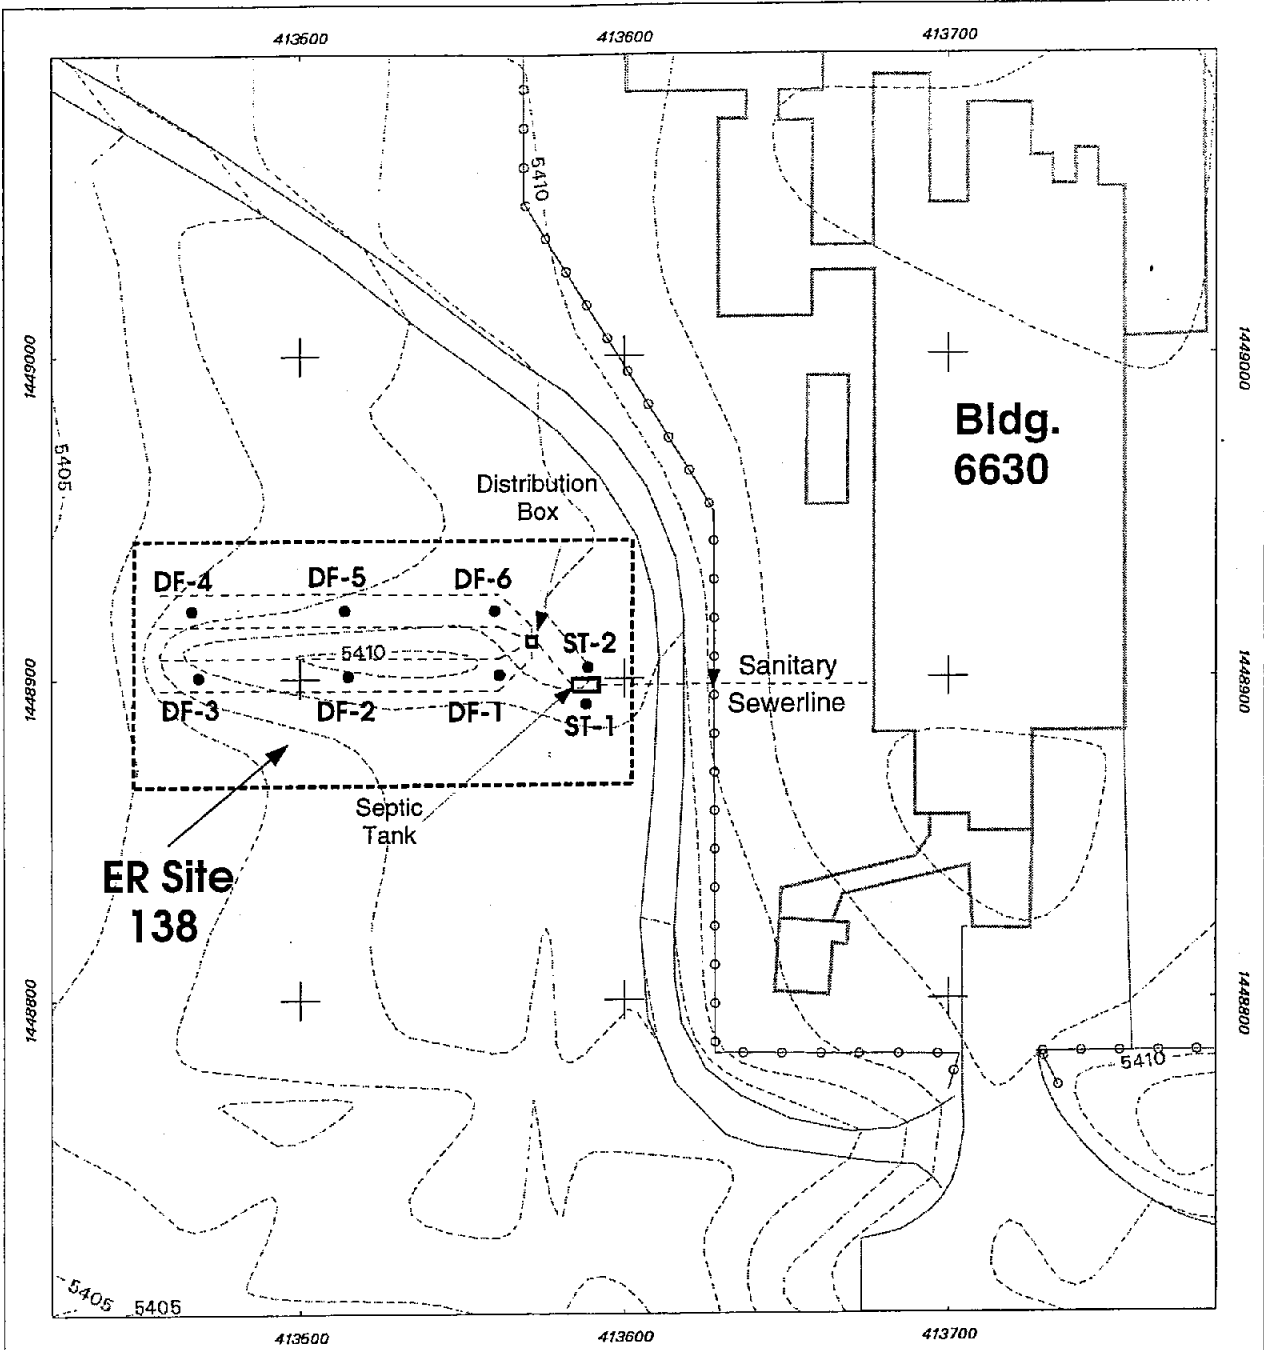 413500
413600
413700
5410
1449000
1449000
Bldg.
6630
5405
Distribution
Box
DF-4
DF-5
DF-6
ST-2
5410
Sanitary
Sewerline
1448900
1448900
DF-3
DF-2
DF-1
ST-1
Septic
Tank
ER Site
138
1448800
1448800
5410
5405
5405
413500
413600
413700